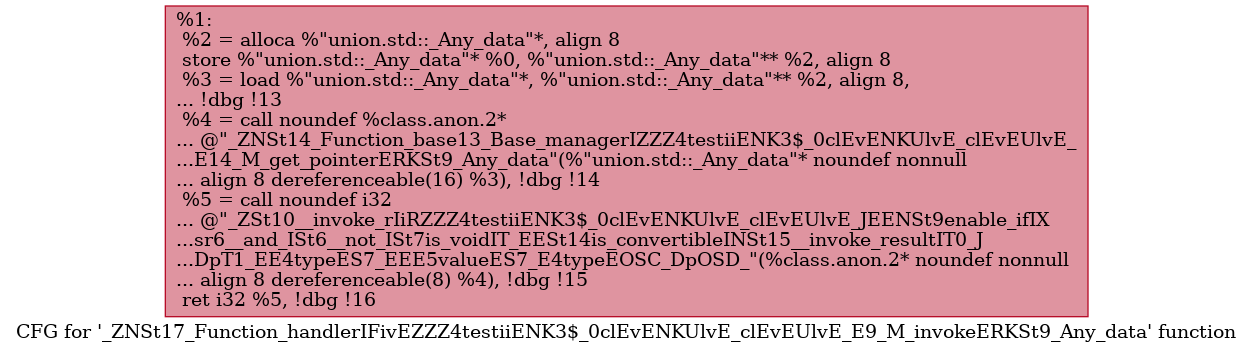 %1:
%2 = alloca %"union.std::_Any_data"*, align 8
store %"union.std::_Any_data"* %0, %"union.std::_Any_data"** %2, align 8
%3 = load %"union.std::_Any_data"*, %"union.std::_Any_data"** %2, align 8,
... !dbg !13
%4 = call noundef %class.anon.2*
... @"_ZNSt14_Function_base13_Base_managerIZZZ4testiiENK3$_0clEvENKUlvE_clEvEUlvE_
...E14_M_get_pointerERKSt9_Any_data"(%"union.std::_Any_data"* noundef nonnull
... align 8 dereferenceable(16) %3), !dbg !14
%5 = call noundef i32
... @"_ZSt10__invoke_rIiRZZZ4testiiENK3$_0clEvENKUlvE_clEvEUlvE_JEENSt9enable_ifIX
...sr6__and_ISt6__not_ISt7is_voidIT_EESt14is_convertibleINSt15__invoke_resultIT0_J
...DpT1_EE4typeES7_EEE5valueES7_E4typeEOSC_DpOSD_"(%class.anon.2* noundef nonnull
... align 8 dereferenceable(8) %4), !dbg !15
ret i32 %5, !dbg !16
CFG for '_ZNSt17_Function_handlerIFivEZZZ4testiiENK3$_0clEvENKUlvE_clEvEUlvE_E9_M_invokeERKSt9_Any_data' function